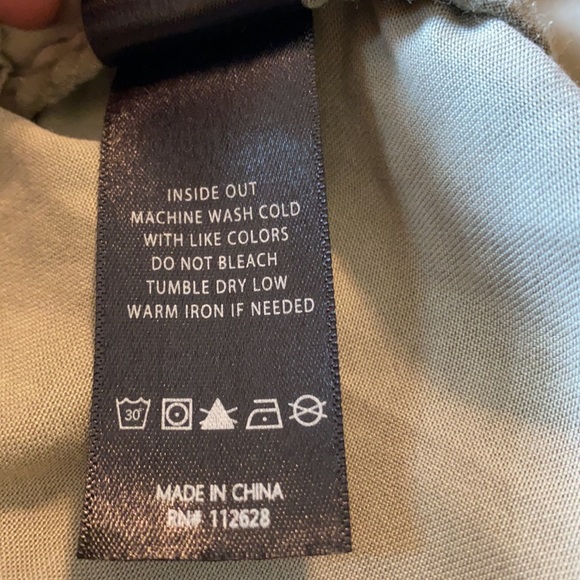 INSIDE OUT
MACHINE WASH COLD
WITH LIKE COLORS
DO NOT BLEACH
TUMBLE DRY LOW
WARM IRON IF NEEDED
30°
MADE IN CHINA
RN# 112628